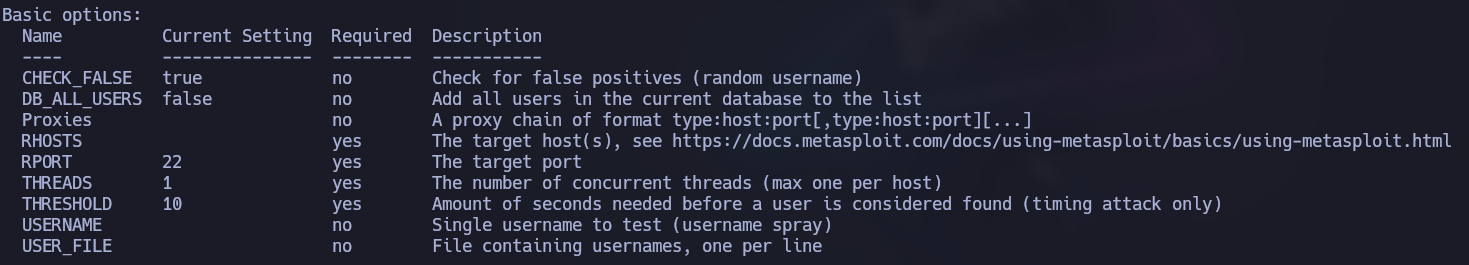 Basic options:
Name Current Setting Required Description
---- --------------- -------- -----------
CHECK_FALSE true no Check for false positives (random username)
DB_ALL_USERS false no Add all users in the current database to the list
Proxies no A proxy chain of format type:host:port[,type:host:port][...]
RHOSTS yes The target host(s), see https://docs.metasploit.com/docs/using-metasploit/basics/using-metasploit.html
RPORT 22 yes The target port
THREADS 1 yes The number of concurrent threads (max one per host)
THRESHOLD 10 yes Amount of seconds needed before a user is considered found (timing attack only)
USERNAME no Single username to test (username spray)
USER_FILE no File containing usernames, one per line